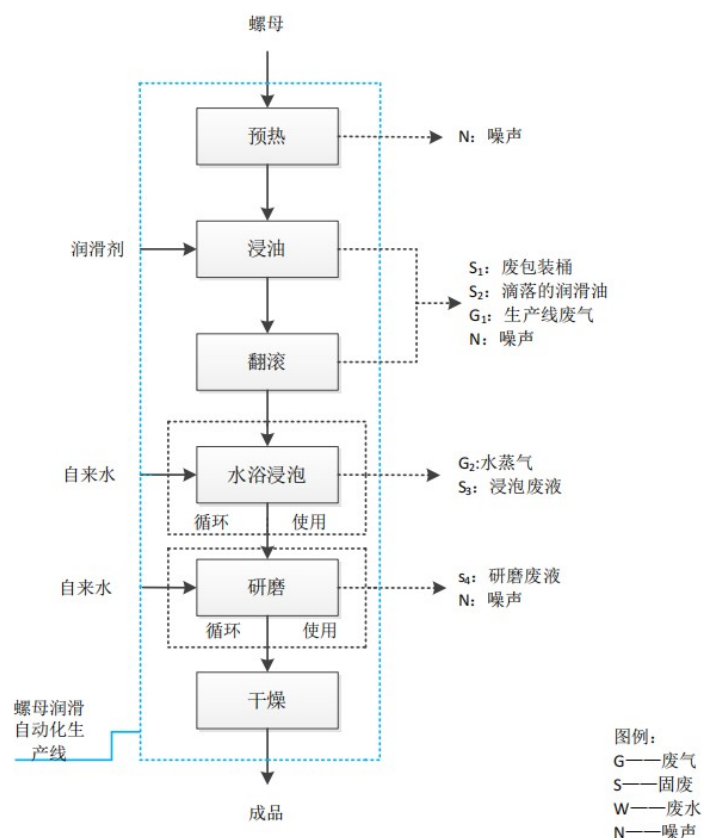 螺母
预热
N：噪声
润滑剂
浸油
S₁：废包装桶
S₂：滴落的润滑油
G₁：生产线废气
N：噪声
翻滚
自来水
水浴浸泡
G₂:水蒸气
S₃：浸泡废液
循环 使用
自来水
研磨
s₄：研磨废液
N：噪声
循环 使用
干燥
螺母润滑
自动化生
产线
成品
图例：
G——废气
S——固废
W——废水
N——噪声